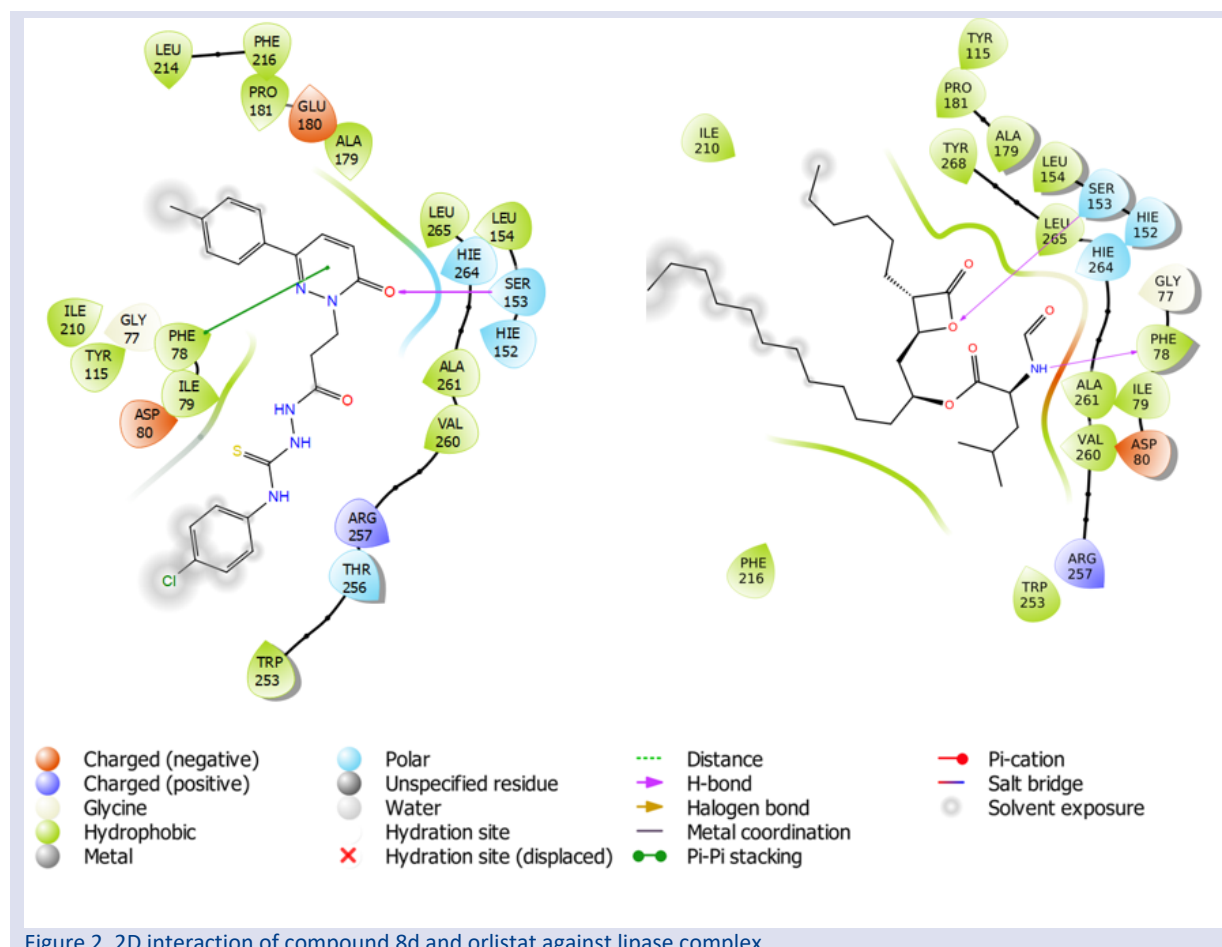 LEU
214
PHE
216
PRO
181
GLU
180
ALA
179
LEU
265
LEU
154
HIE
264
SER
153
HIE
152
N
N
O
ILE
210
GLY
77
PHE
78
TYR
115
ILE
79
ASP
80
ALA
261
VAL
260
O
HN
NH
S
NH
Cl
ARG
257
THR
256
TRP
253
TYR
115
PRO
181
ILE
210
ALA
179
TYR
268
LEU
154
SER
153
LEU
265
HIE
152
HIE
264
GLY
77
PHE
78
O
O
O
O
NH
O
ALA
261
ILE
79
VAL
260
ASP
80
ARG
257
PHE
216
TRP
253
Charged (negative)
Charged (positive)
Glycine
Hydrophobic
Metal
Polar
Unspecified residue
Water
Hydration site
Hydration site (displaced)
Distance
H-bond
Halogen bond
Metal coordination
Pi-Pi stacking
Pi-cation
Salt bridge
Solvent exposure
Figure 2. 2D interaction of compound 8d and orlistat against lipase complex